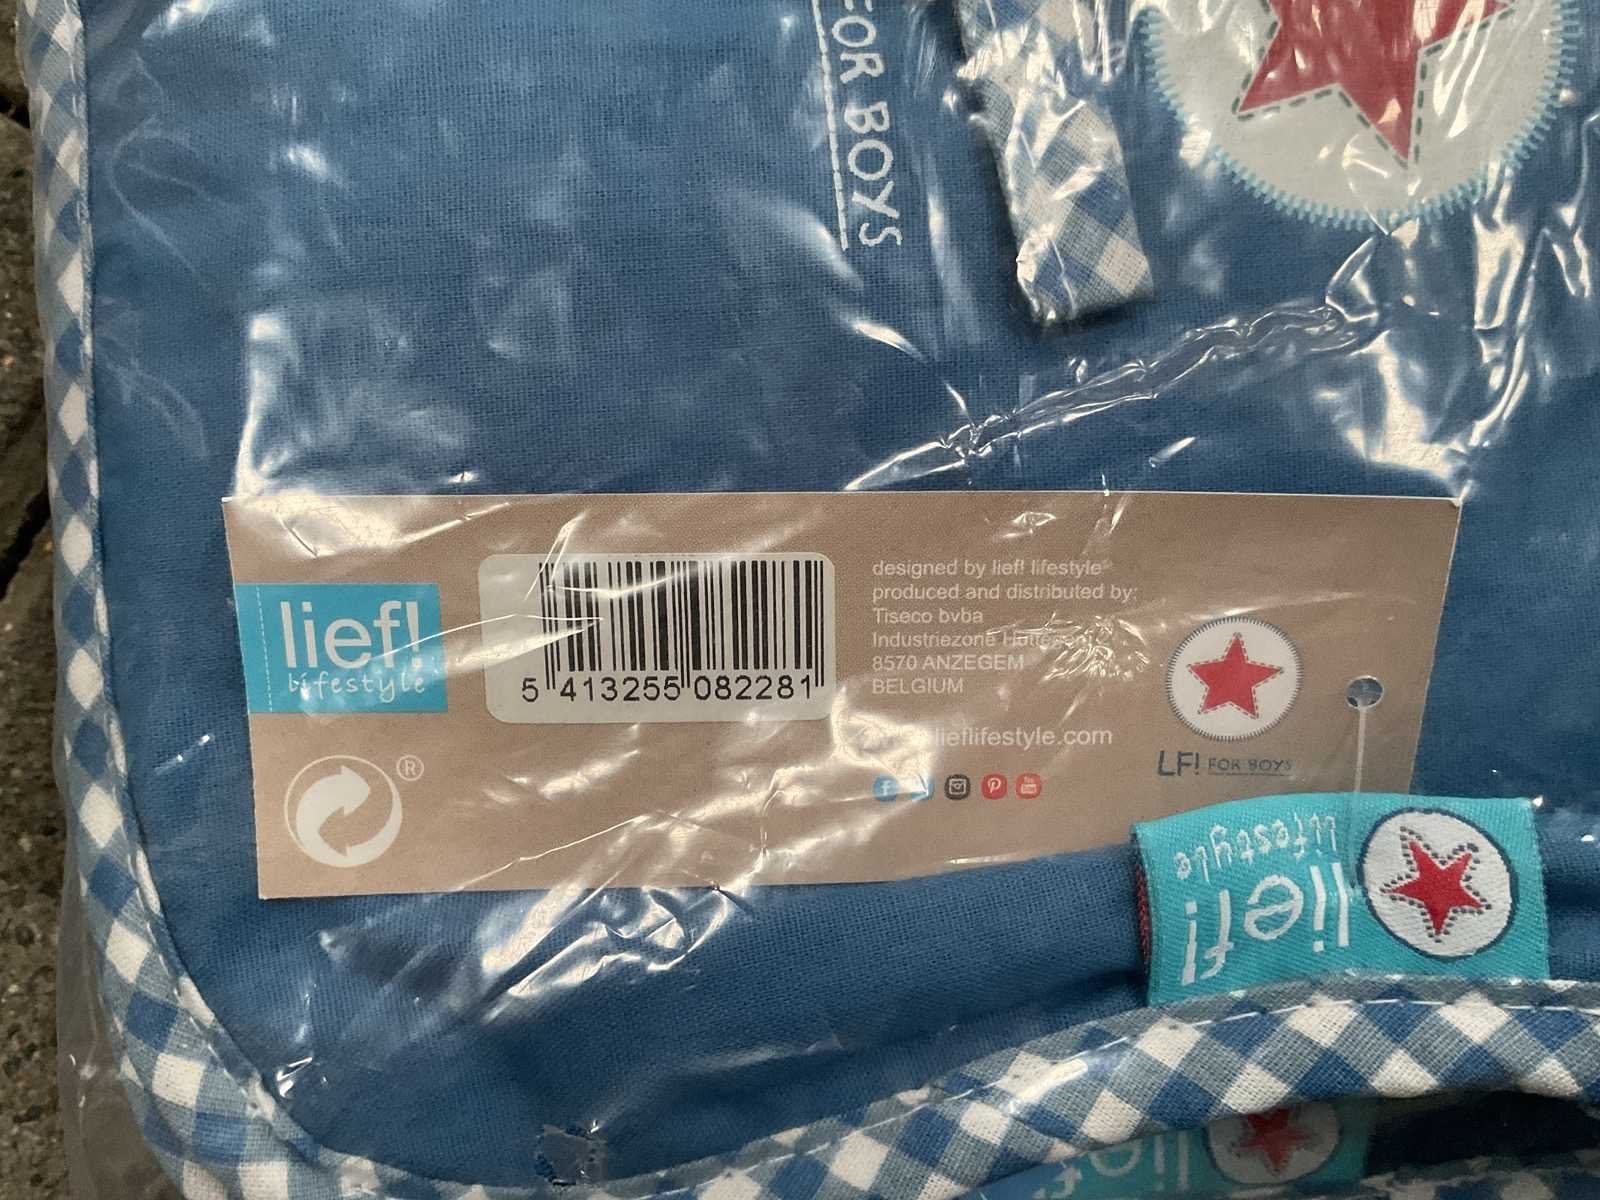 FOR BOYS
lief!
lifestyle
5 413255 082281
designed by lief! lifestyle
produced and distributed by:
Tiseco bvba
Industriezone
8570 ANZEGEM
BELGIUM
lieflifestyle.com
LF! FOR BOYS
®
lief!
lifestyle
lief!